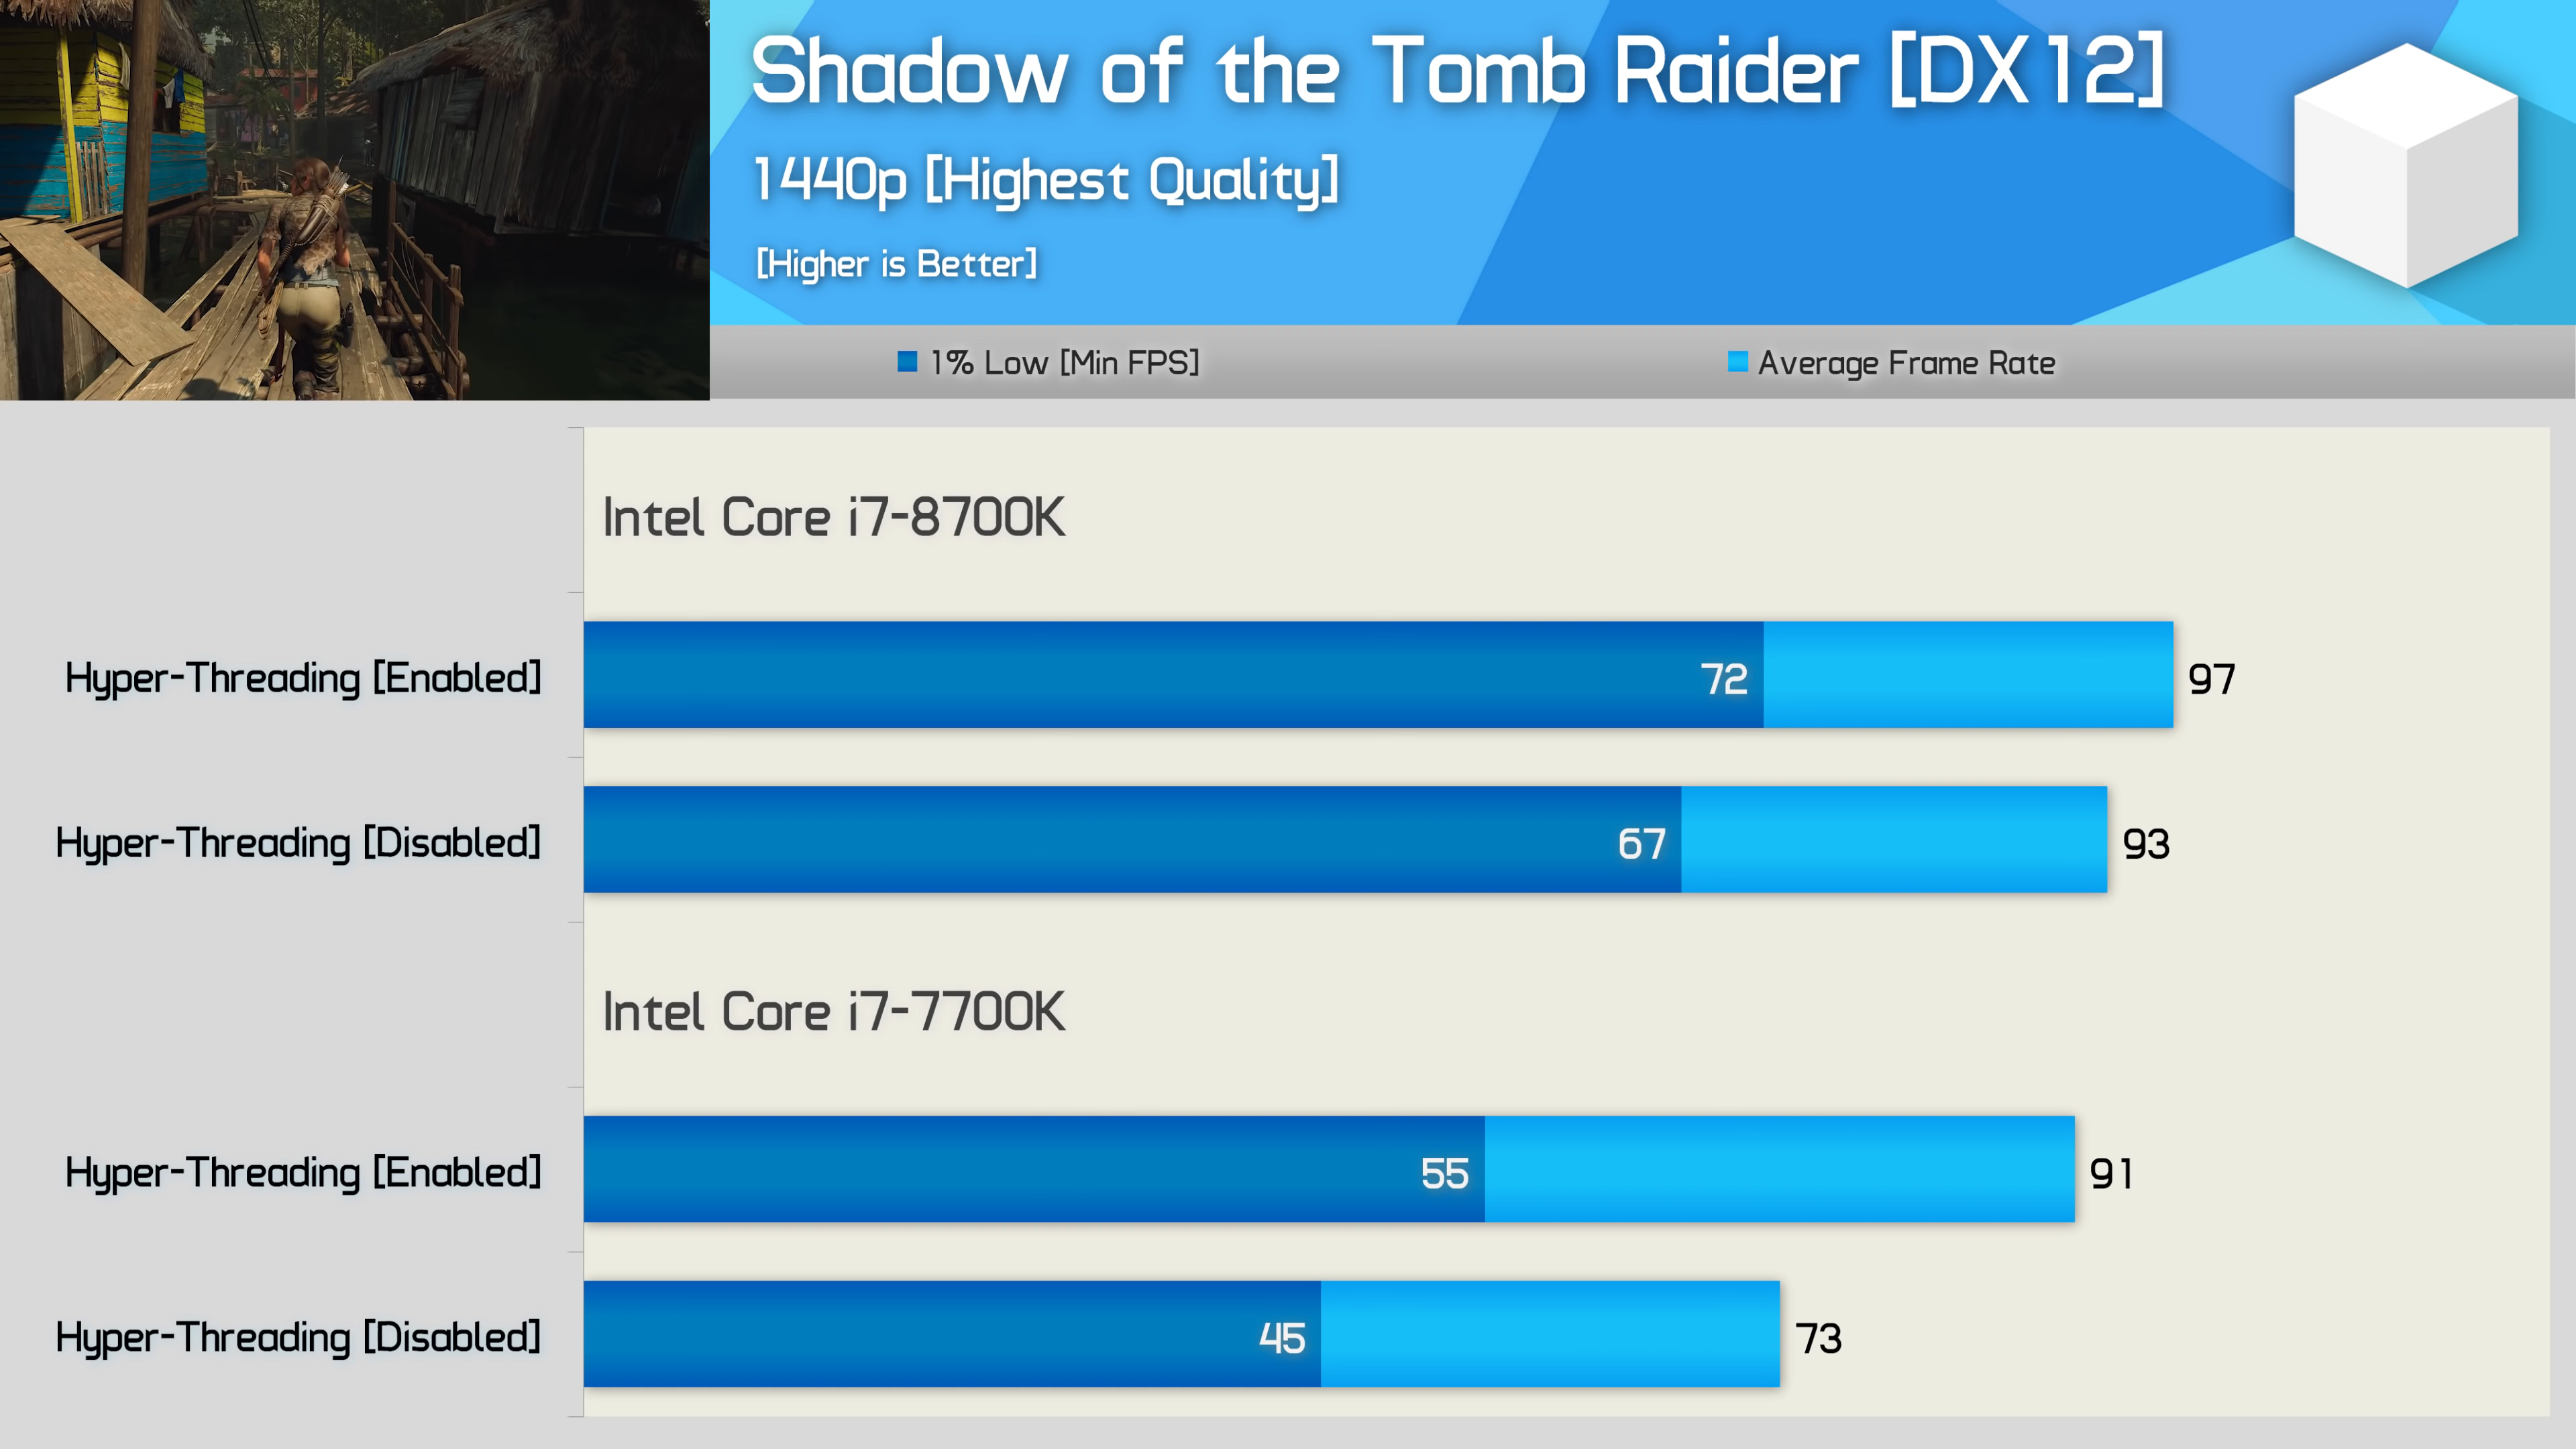 Shadow of the Tomb Raider [DX12]
1440p [Highest Quality]
[Higher is Better]
1% Low [Min FPS]
Average Frame Rate
Intel Core i7-8700K
Hyper-Threading [Enabled] 72 97
Hyper-Threading [Disabled] 67 93
Intel Core i7-7700K
Hyper-Threading [Enabled] 55 91
Hyper-Threading [Disabled] 45 73